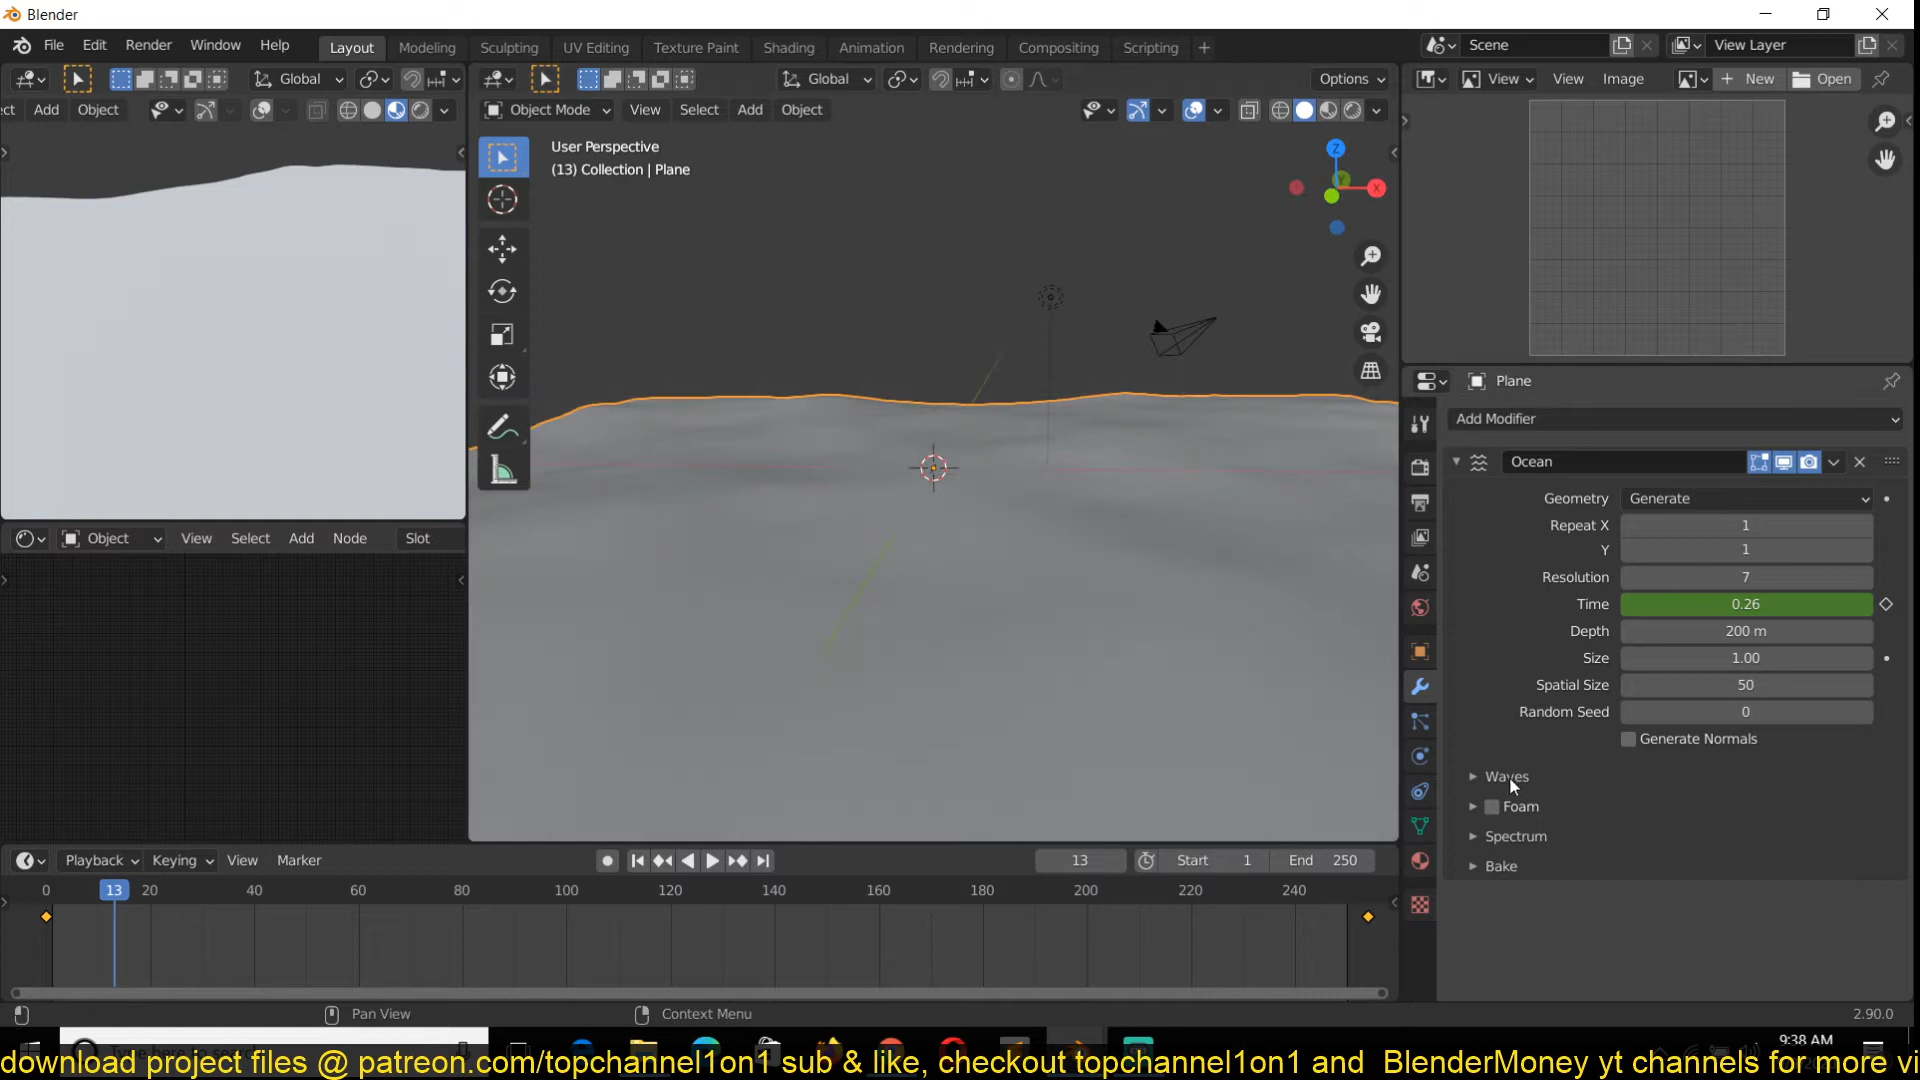 Blender
File Edit Render Window Help Layout Modeling Sculpting UV Editing Texture Paint Shading Animation Rendering Compositing Scripting Scene View Layer
Global Global Options View View Image New Open
ect Add Object Object Mode View Select Add Object
User Perspective
(13) Collection | Plane
Z
X
Plane
Add Modifier
Ocean
Geometry Generate
Repeat X 1
Y 1
Resolution 7
Time 0.26
Depth 200 m
Size 1.00
Spatial Size 50
Random Seed 0
Generate Normals
Waves
Foam
Spectrum
Bake
Object View Select Add Node Slot
Playback Keying View Marker 13 Start 1 End 250
0 13 20 40 60 80 100 120 140 160 180 200 220 240
Pan View Context Menu 2.90.0
9:38 AM
download project files @ patreon.com/topchannel1on1 sub & like, checkout topchannel1on1 and BlenderMoney yt channels for more vi